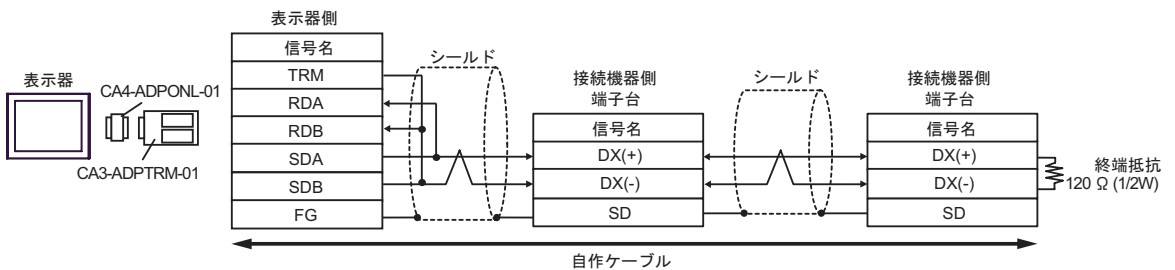 表示器側
信号名
TRM
RDA
RDB
SDA
SDB
FG
表示器
CA4-ADPONL-01
CA3-ADPTRM-01
シールド
接続機器側
端子台
信号名
DX(+)
DX(-)
SD
シールド
接続機器側
端子台
信号名
DX(+)
DX(-)
SD
終端抵抗
120 Ω (1/2W)
自作ケーブル